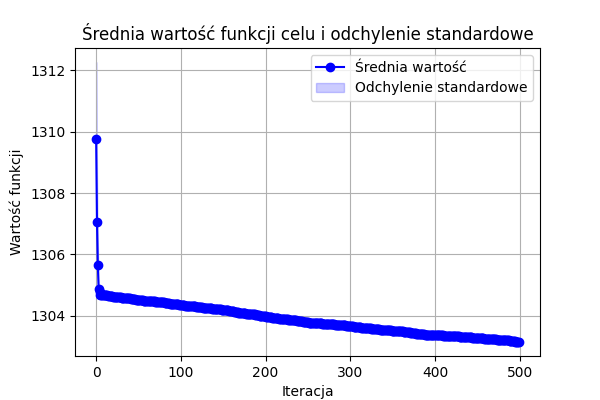 Średnia wartość funkcji celu i odchylenie standardowe
Średnia wartość
Odchylenie standardowe
Wartość funkcji
1312
1310
1308
1306
1304
0 100 200 300 400 500
Iteracja